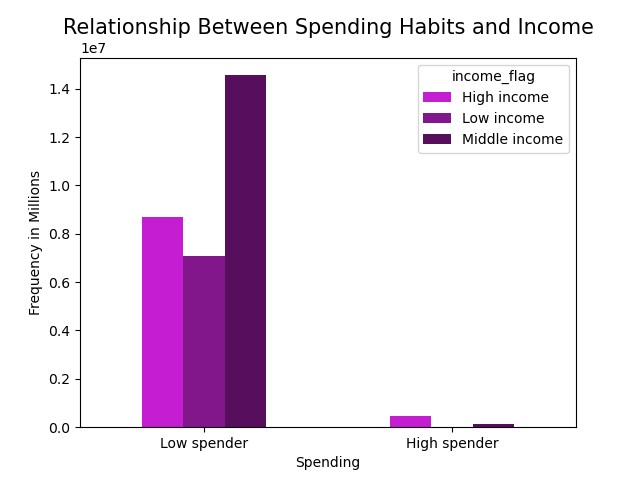 Relationship Between Spending Habits and Income
1e7
income_flag
High income
Low income
Middle income
1.4
1.2
1.0
0.8
0.6
0.4
0.2
0.0
Frequency in Millions
Low spender
High spender
Spending